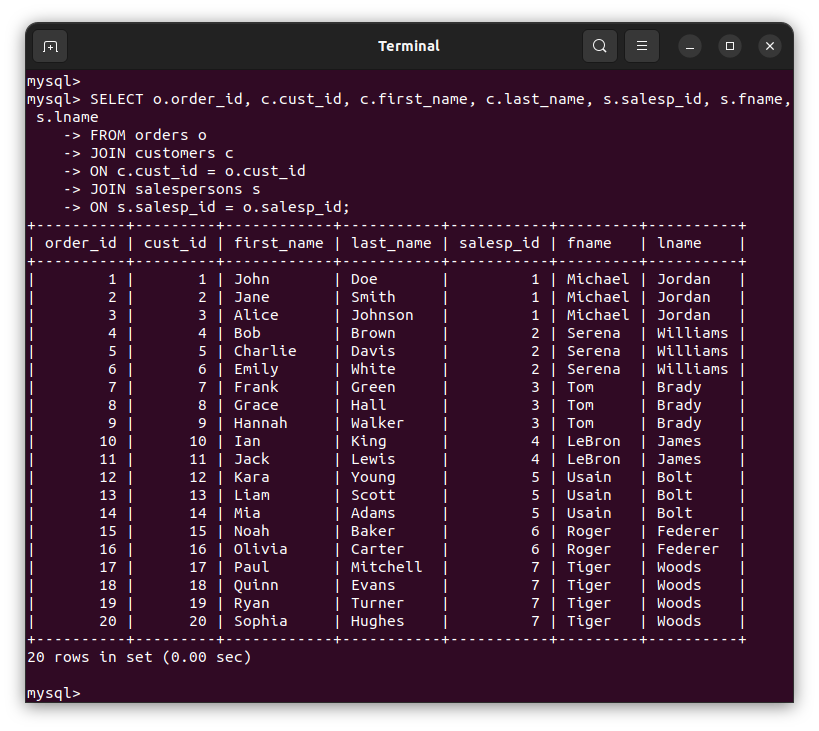 Terminal
mysql>
mysql> SELECT o.order_id, c.cust_id, c.first_name, c.last_name, s.salesp_id, s.fname,
 s.lname
    -> FROM orders o
    -> JOIN customers c
    -> ON c.cust_id = o.cust_id
    -> JOIN salespersons s
    -> ON s.salesp_id = o.salesp_id;
+----------+---------+------------+-----------+-----------+---------+----------+
| order_id | cust_id | first_name | last_name | salesp_id | fname   | lname    |
+----------+---------+------------+-----------+-----------+---------+----------+
|        1 |       1 | John       | Doe       |         1 | Michael | Jordan   |
|        2 |       2 | Jane       | Smith     |         1 | Michael | Jordan   |
|        3 |       3 | Alice      | Johnson   |         1 | Michael | Jordan   |
|        4 |       4 | Bob        | Brown     |         2 | Serena  | Williams |
|        5 |       5 | Charlie    | Davis     |         2 | Serena  | Williams |
|        6 |       6 | Emily      | White     |         2 | Serena  | Williams |
|        7 |       7 | Frank      | Green     |         3 | Tom     | Brady    |
|        8 |       8 | Grace      | Hall      |         3 | Tom     | Brady    |
|        9 |       9 | Hannah     | Walker    |         3 | Tom     | Brady    |
|       10 |      10 | Ian        | King      |         4 | LeBron  | James    |
|       11 |      11 | Jack       | Lewis     |         4 | LeBron  | James    |
|       12 |      12 | Kara       | Young     |         5 | Usain   | Bolt     |
|       13 |      13 | Liam       | Scott     |         5 | Usain   | Bolt     |
|       14 |      14 | Mia        | Adams     |         5 | Usain   | Bolt     |
|       15 |      15 | Noah       | Baker     |         6 | Roger   | Federer  |
|       16 |      16 | Olivia     | Carter    |         6 | Roger   | Federer  |
|       17 |      17 | Paul       | Mitchell  |         7 | Tiger   | Woods    |
|       18 |      18 | Quinn      | Evans     |         7 | Tiger   | Woods    |
|       19 |      19 | Ryan       | Turner    |         7 | Tiger   | Woods    |
|       20 |      20 | Sophia     | Hughes    |         7 | Tiger   | Woods    |
+----------+---------+------------+-----------+-----------+---------+----------+
20 rows in set (0.00 sec)
mysql>